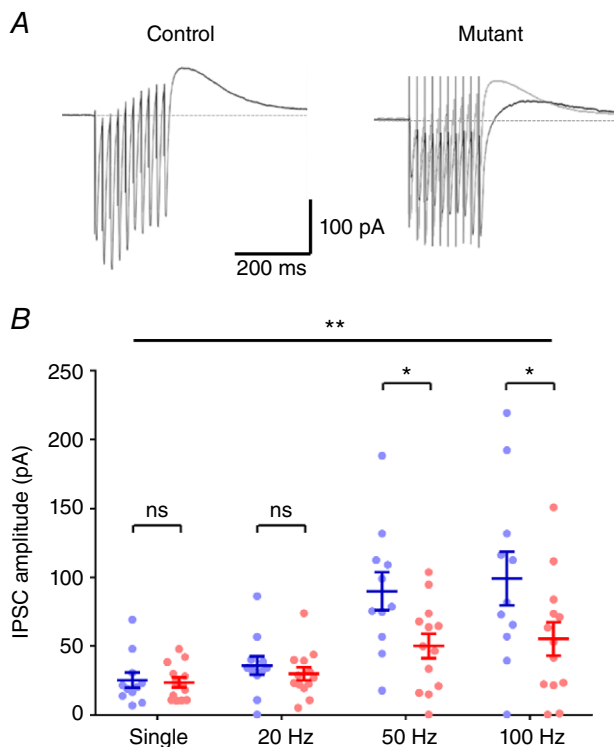 A
Control
Mutant
100 pA
200 ms
B
**
250
200
150
100
50
0
IPSC amplitude (pA)
ns
ns
*
*
Single
20 Hz
50 Hz
100 Hz